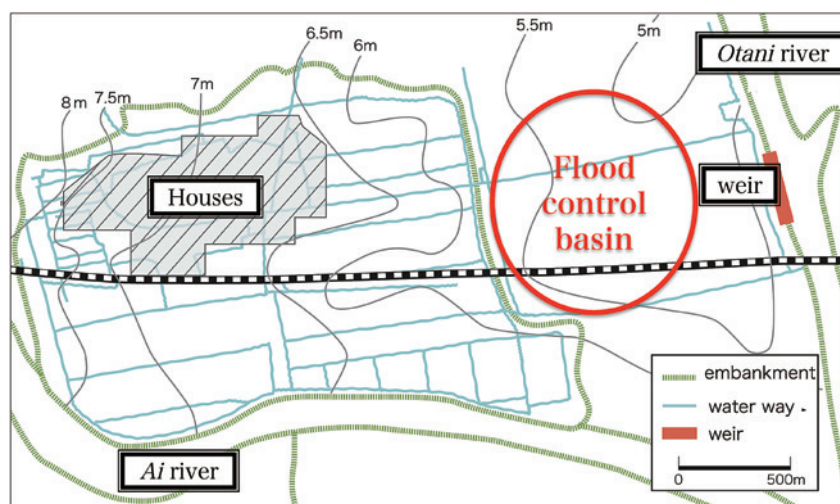 6.5m
6m
5.5m
5m
Otani river
8m
7.5m
7m
Houses
Flood
control
basin
weir
embankment
water way
weir
0
500m
Ai river